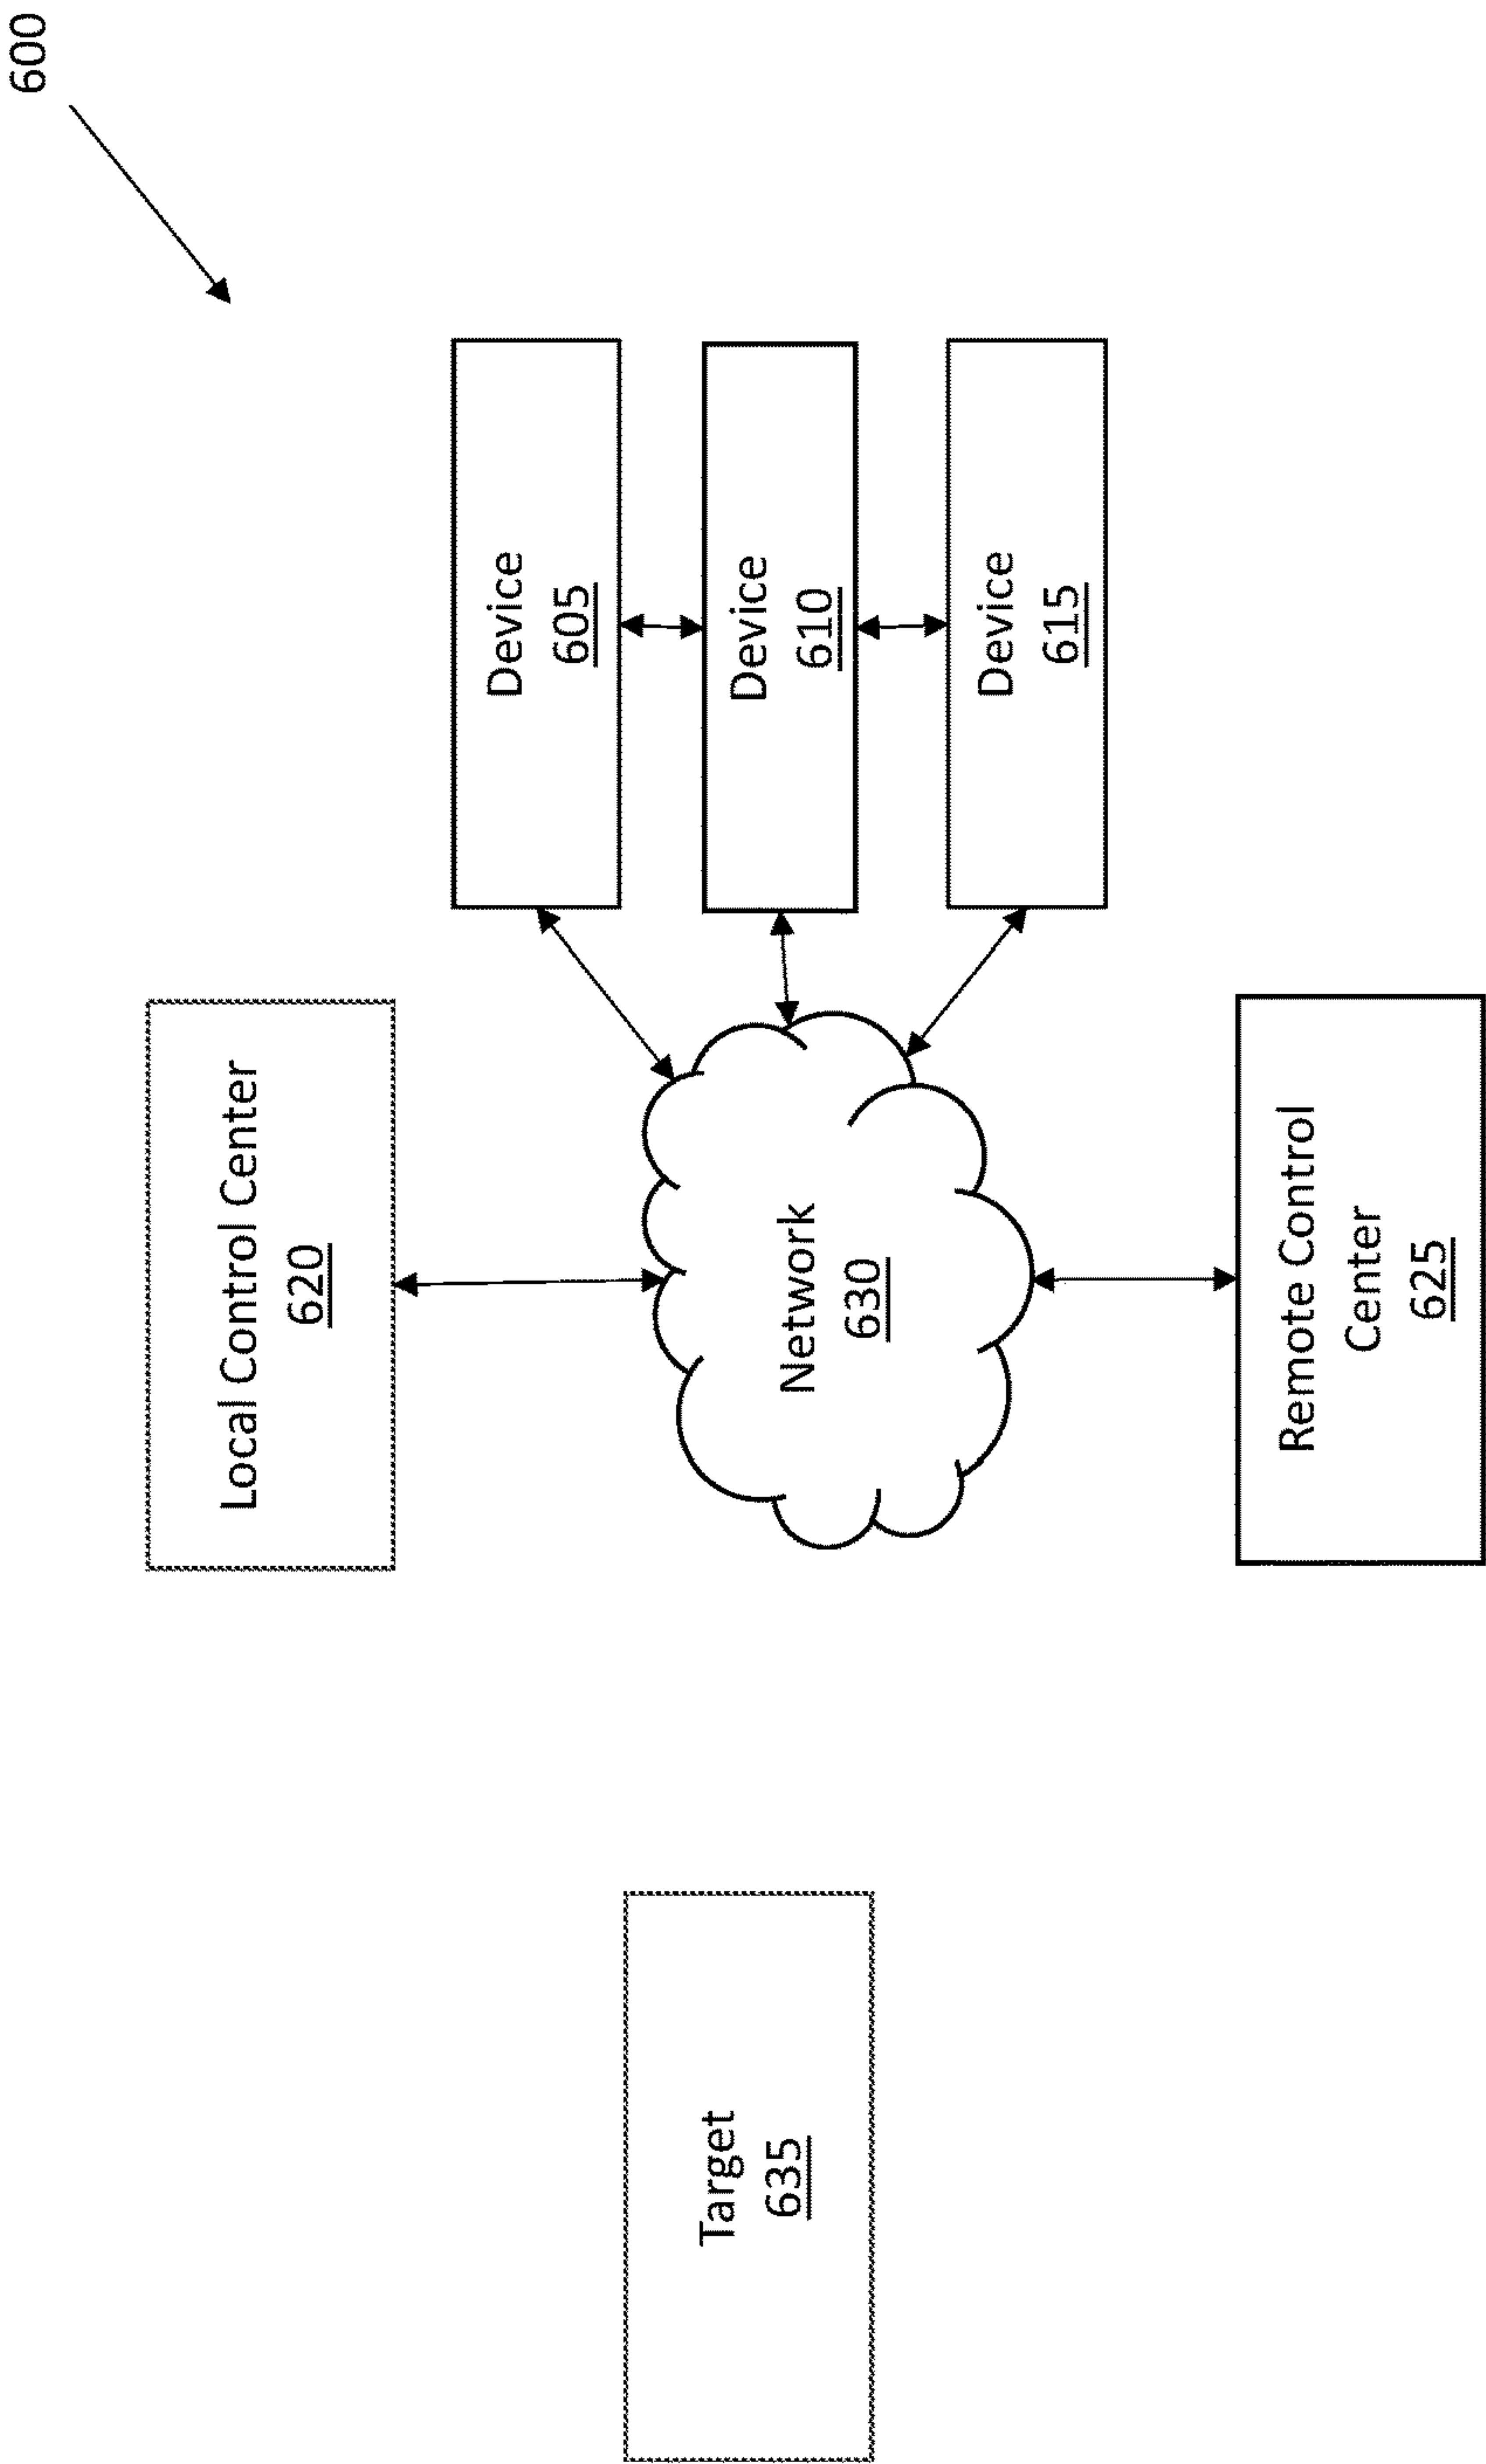 600
Local Control Center
620
Device
605
Device
610
Device
615
Network
630
Remote Control
Center
625
Target
635